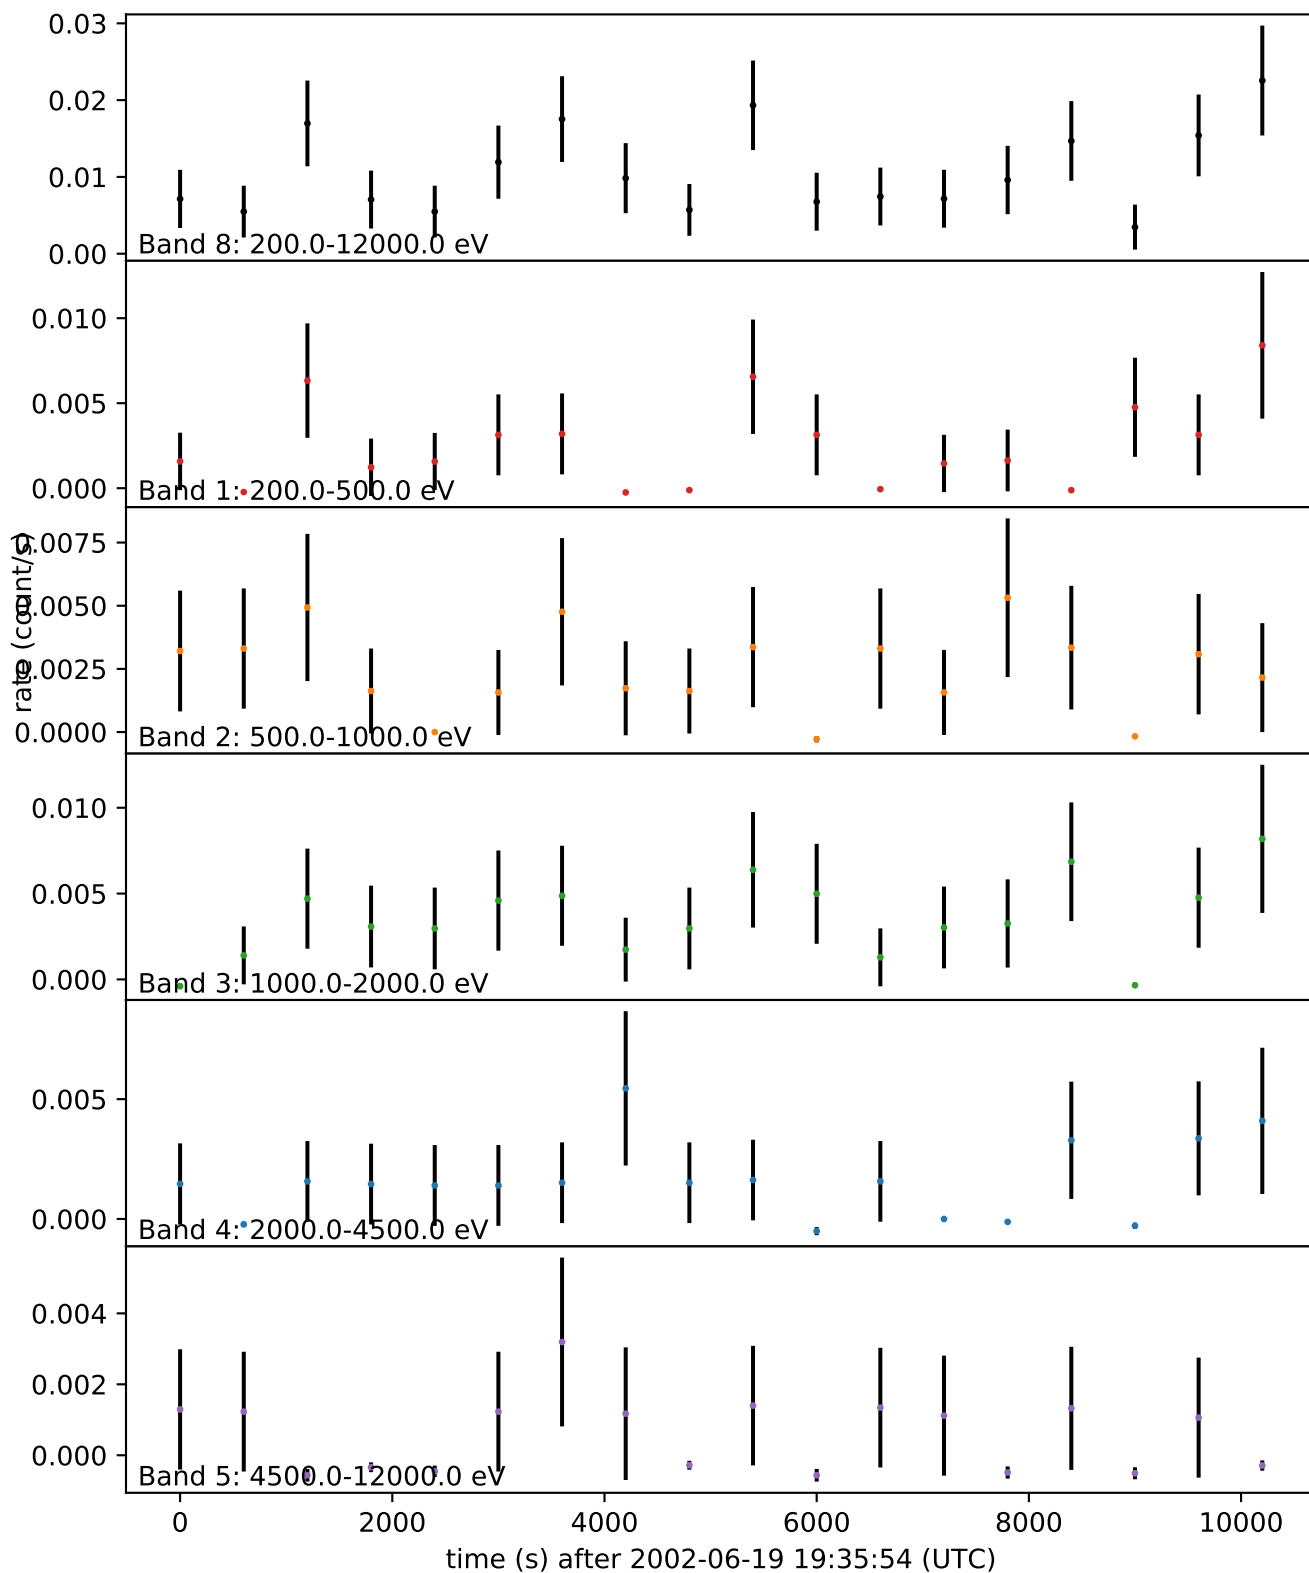 0.03
0.02
0.01
0.00
Band 8: 200.0-12000.0 eV
0.010
0.005
0.000
Band 1: 200.0-500.0 eV
rate (count/s)
0.0075
0.0050
0.0025
0.0000
Band 2: 500.0-1000.0 eV
0.010
0.005
0.000
Band 3: 1000.0-2000.0 eV
0.005
0.000
Band 4: 2000.0-4500.0 eV
0.004
0.002
0.000
Band 5: 4500.0-12000.0 eV
0 2000 4000 6000 8000 10000
time (s) after 2002-06-19 19:35:54 (UTC)